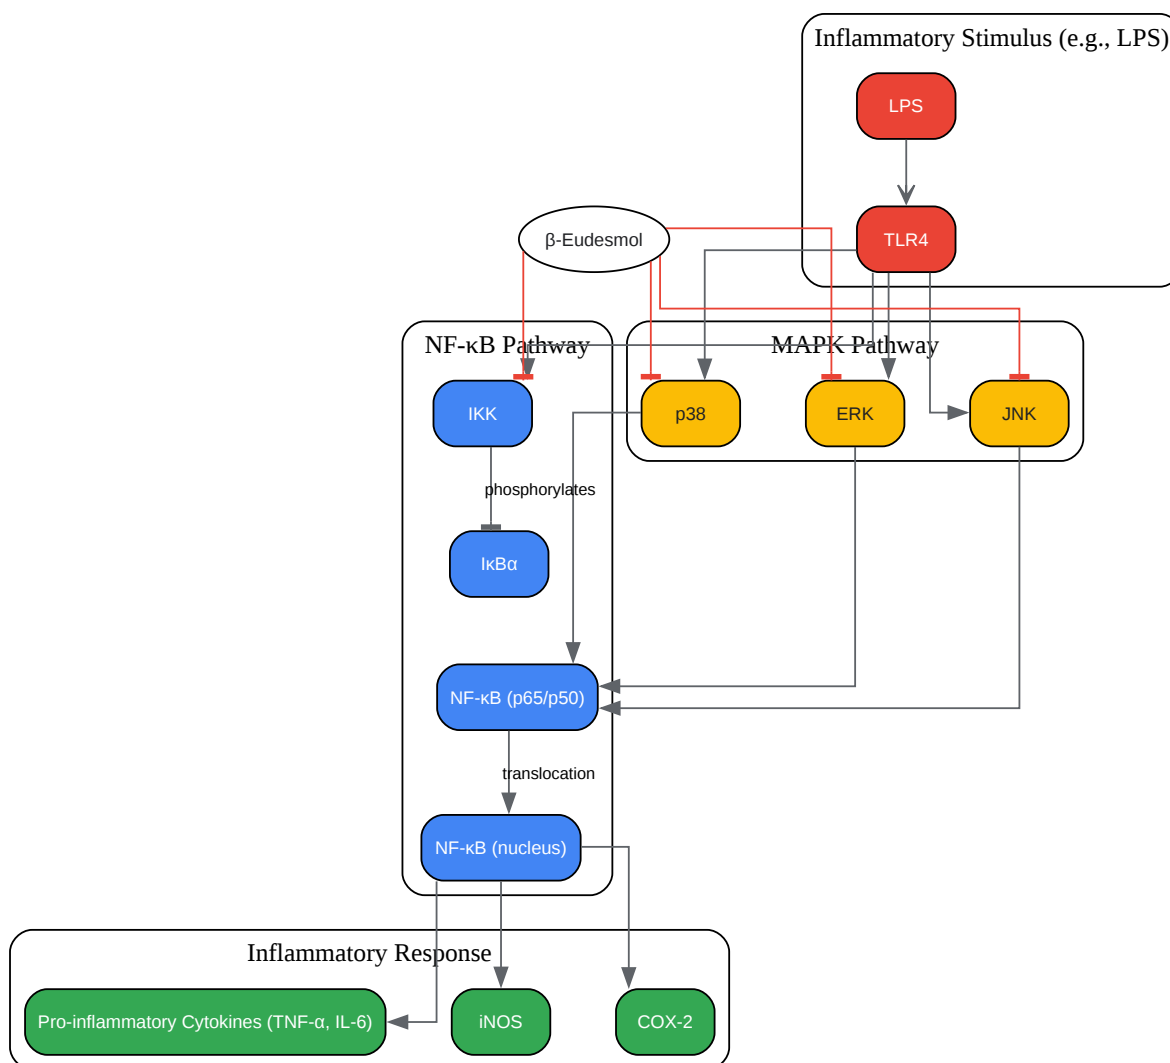 Inflammatory Stimulus (e.g., LPS)
LPS
TLR4
β-Eudesmol
NF-κB Pathway
MAPK Pathway
IKK
p38
ERK
JNK
phosphorylates
IκBα
NF-κB (p65/p50)
translocation
NF-κB (nucleus)
Inflammatory Response
Pro-inflammatory Cytokines (TNF-α, IL-6)
iNOS
COX-2